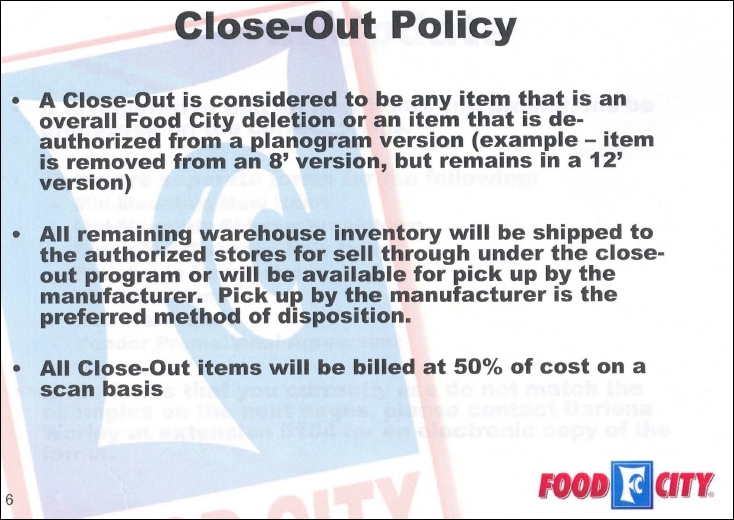 Close-Out Policy
• A Close-Out is considered to be any item that is an
overall Food City deletion or an item that is de-
authorized from a planogram version (example – item
is removed from an 8’ version, but remains in a 12’
version)
• All remaining warehouse inventory will be shipped to
the authorized stores for sell through under the close-
out program or will be available for pick up by the
manufacturer.  Pick up by the manufacturer is the
preferred method of disposition.
• All Close-Out items will be billed at 50% of cost on a
scan basis
6
FOOD FC CITY
FOOD CITY